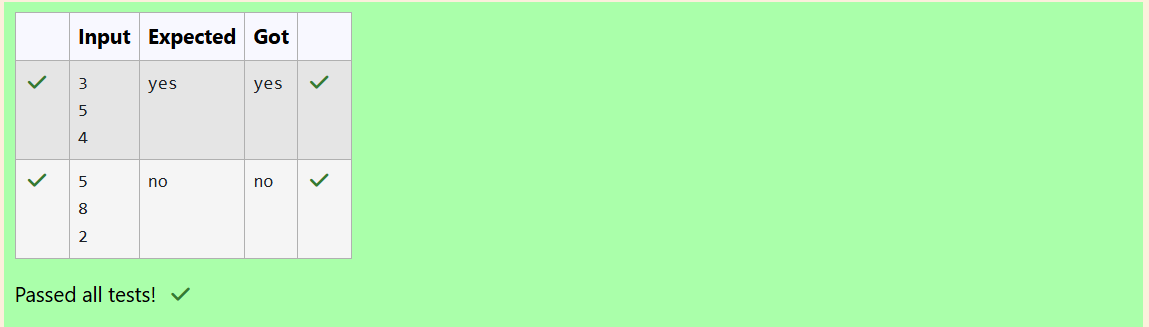 Input Expected Got
3 yes yes
5
4
5 no no
8
2
Passed all tests!